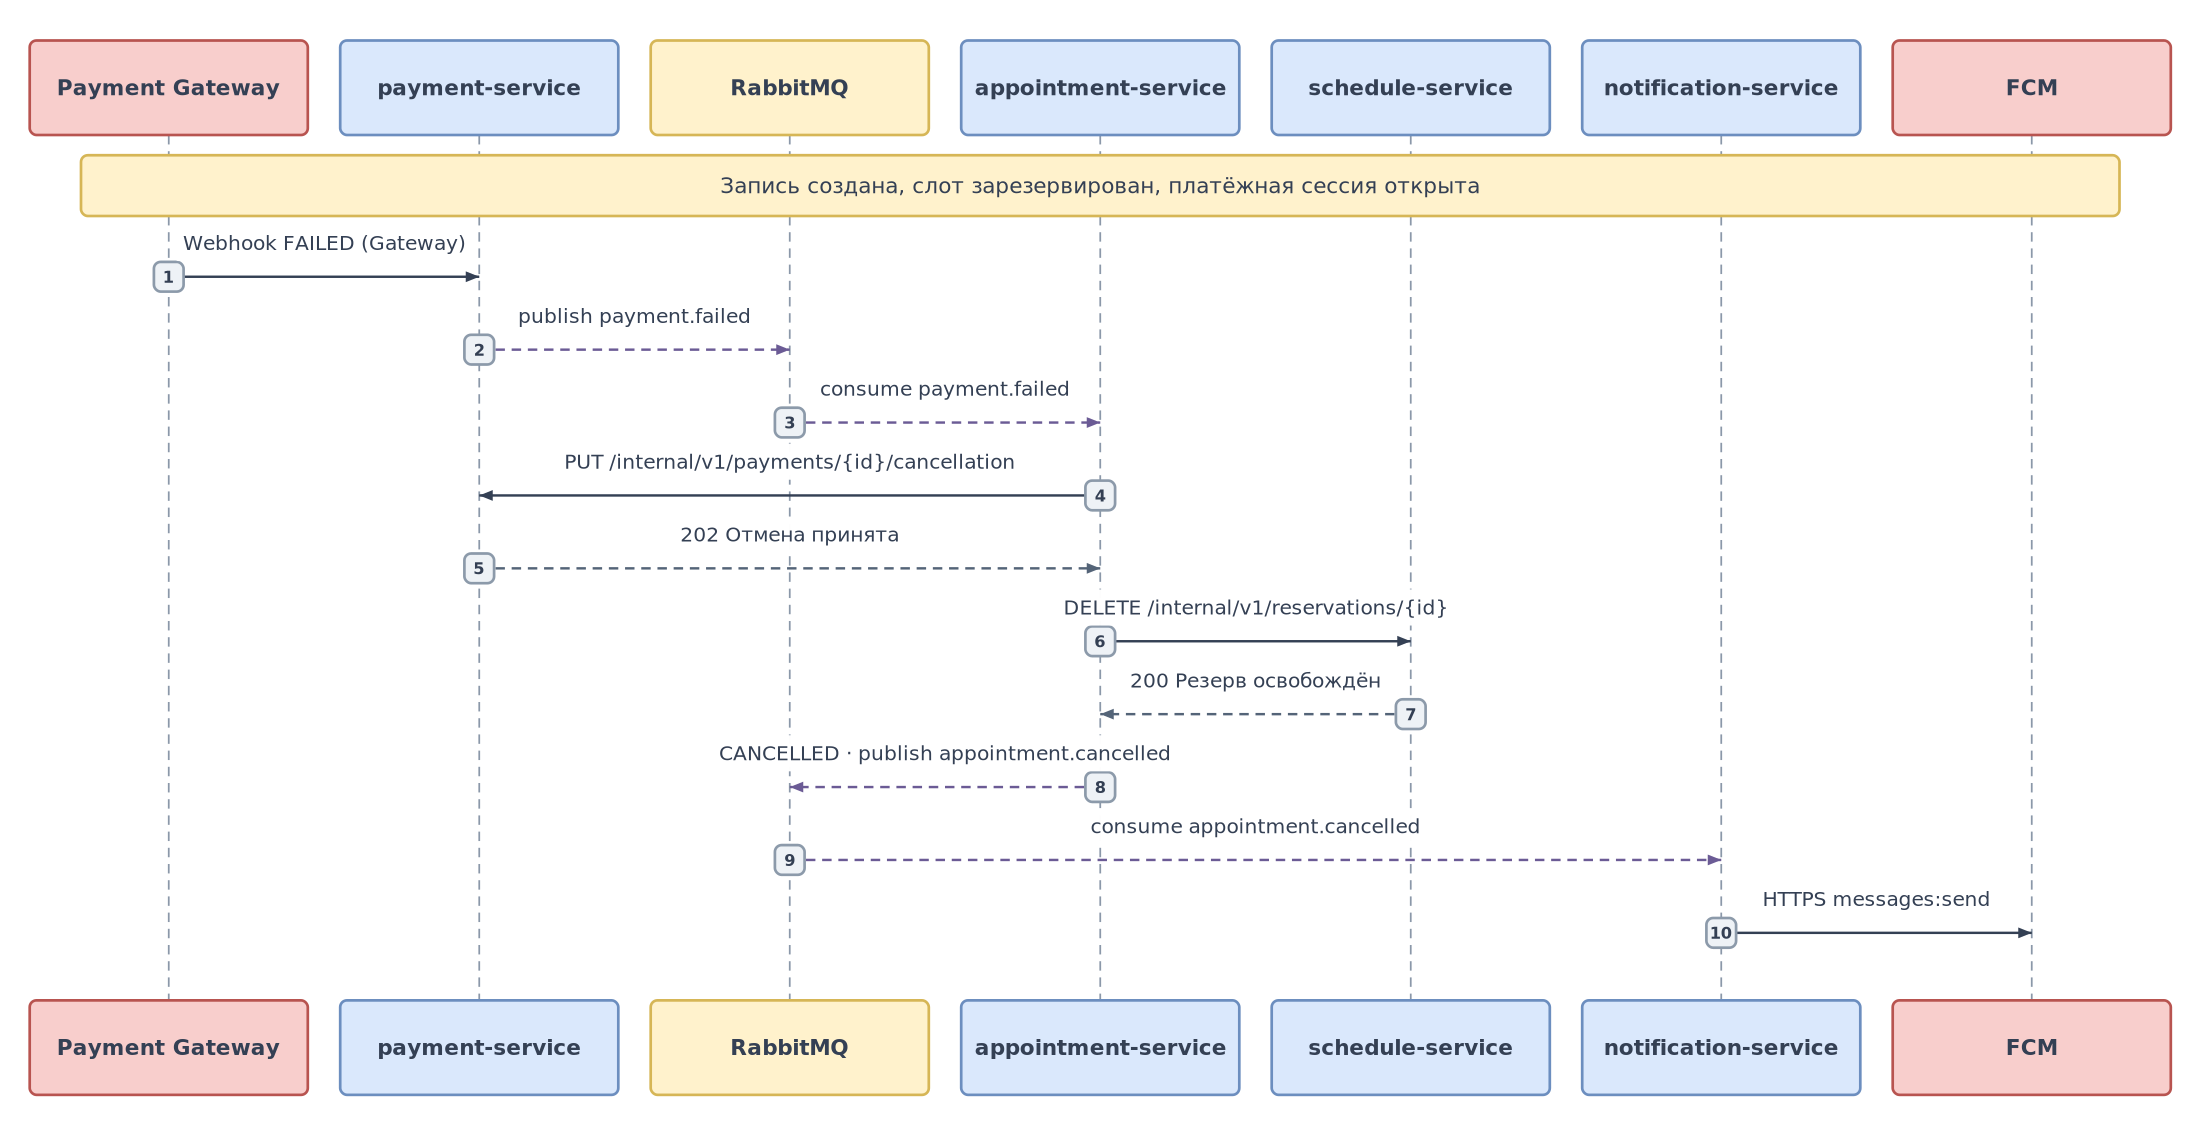 Payment Gateway
payment-service
RabbitMQ
appointment-service
schedule-service
notification-service
FCM
Запись создана, слот зарезервирован, платёжная сессия открыта
Webhook FAILED (Gateway)
1
publish payment.failed
2
consume payment.failed
3
PUT /internal/v1/payments/{id}/cancellation
4
202 Отмена принята
5
DELETE /internal/v1/reservations/{id}
6
200 Резерв освобождён
7
CANCELLED · publish appointment.cancelled
8
consume appointment.cancelled
9
HTTPS messages:send
10
Payment Gateway
payment-service
RabbitMQ
appointment-service
schedule-service
notification-service
FCM